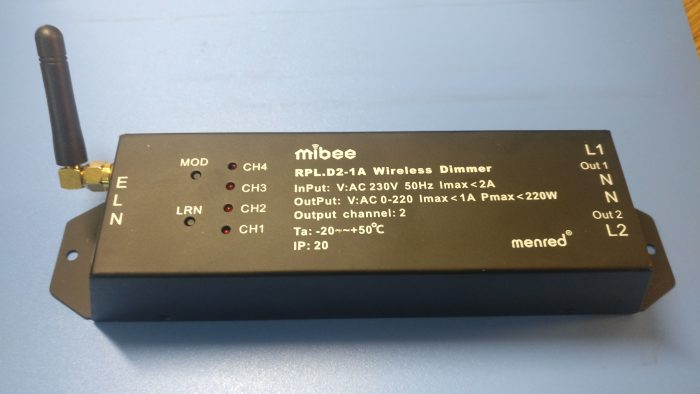 mibee
RPL.D2-1A Wireless Dimmer
InPut: V:AC 230V 50Hz Imax<2A
OutPut: V:AC 0-220 Imax<1A Pmax<220W
Output channel: 2
Ta: -20~~+50℃
IP: 20
menred®
MOD
LRN
CH4
CH3
CH2
CH1
E
L
N
L1
Out 1
N
N
Out 2
L2